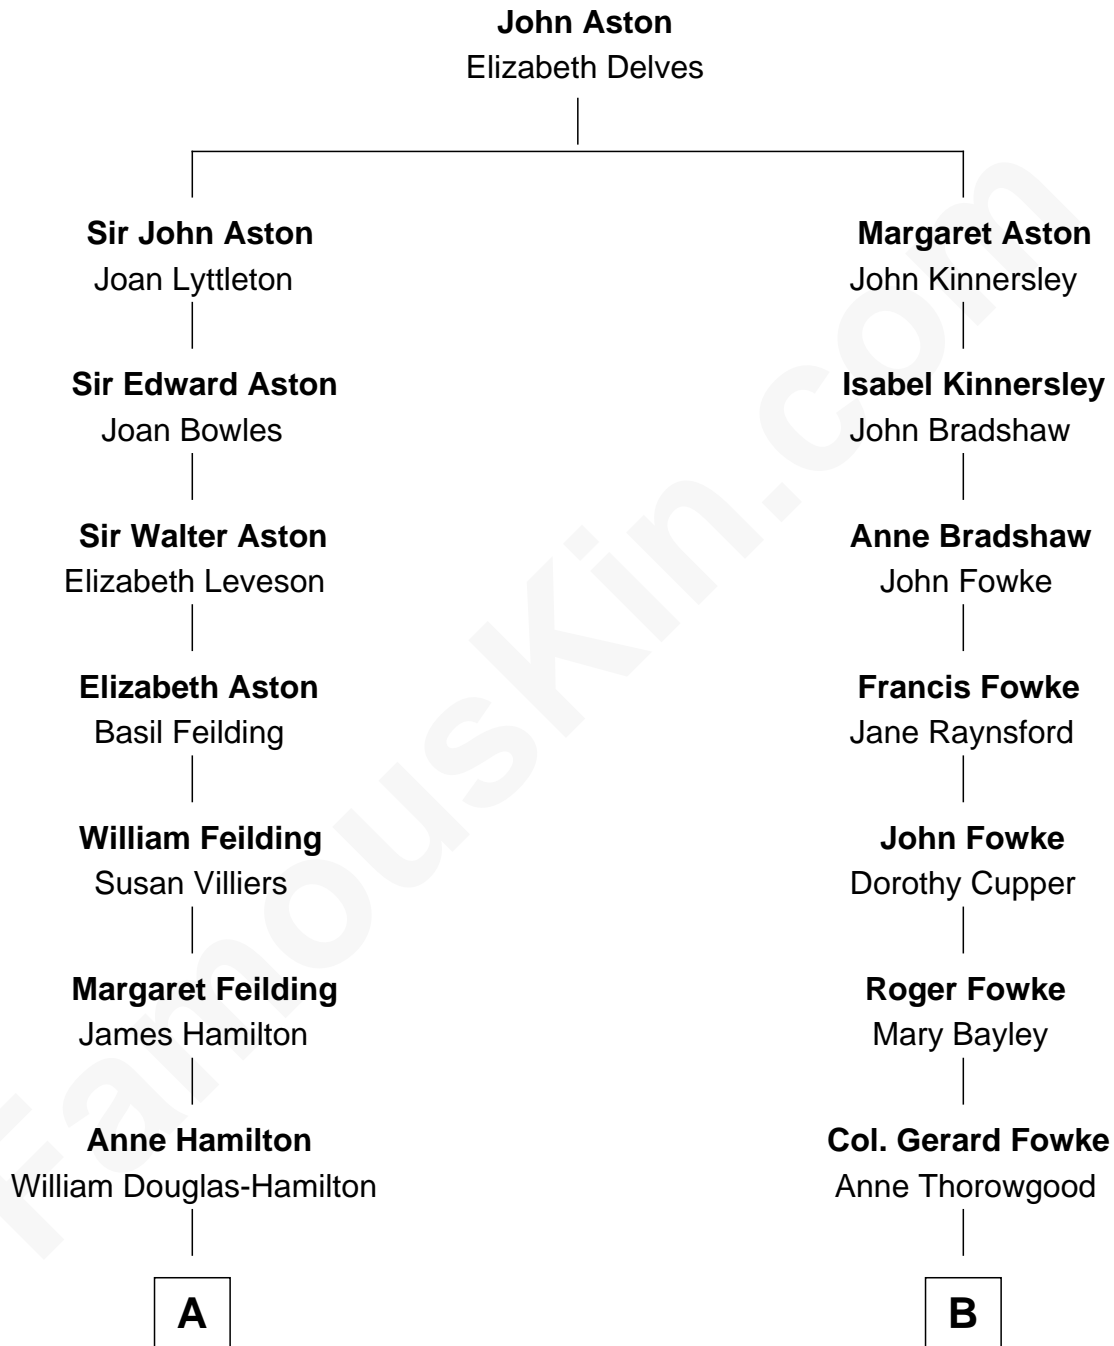 John Aston
Elizabeth Delves
Sir John Aston
Joan Lyttleton
Margaret Aston
John Kinnersley
Sir Edward Aston
Joan Bowles
Isabel Kinnersley
John Bradshaw
Sir Walter Aston
Elizabeth Leveson
Anne Bradshaw
John Fowke
Elizabeth Aston
Basil Feilding
Francis Fowke
Jane Raynsford
William Feilding
Susan Villiers
John Fowke
Dorothy Cupper
Margaret Feilding
James Hamilton
Roger Fowke
Mary Bayley
Anne Hamilton
William Douglas-Hamilton
Col. Gerard Fowke
Anne Thorowgood
A
B
FamousKin.com